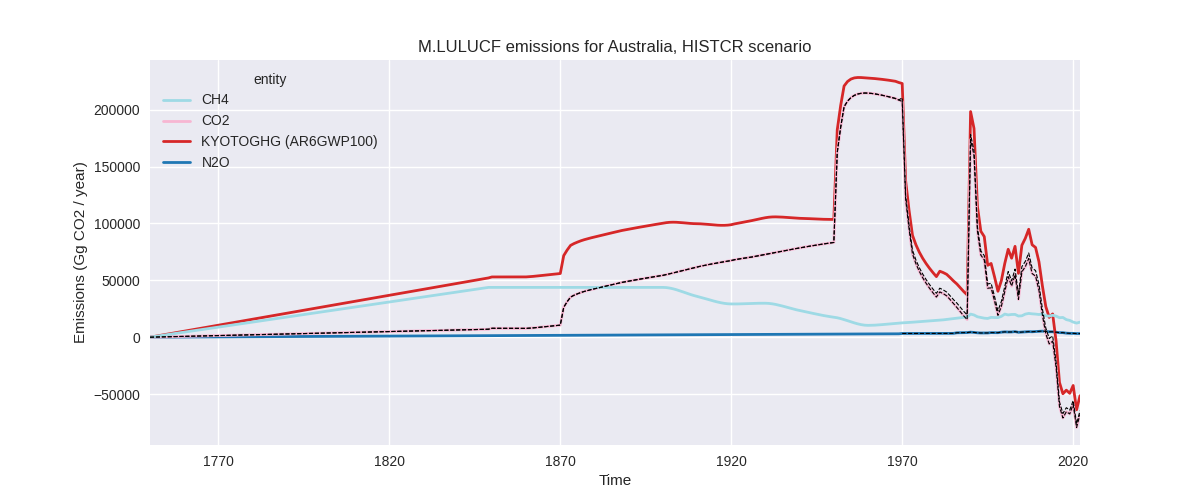 M.LULUCF emissions for Australia, HISTCR scenario
entity
CH4
CO2
KYOTOGHG (AR6GWP100)
N2O
Emissions (Gg CO2 / year)
200000
150000
100000
50000
0
−50000
1770
1820
1870
1920
1970
2020
Time